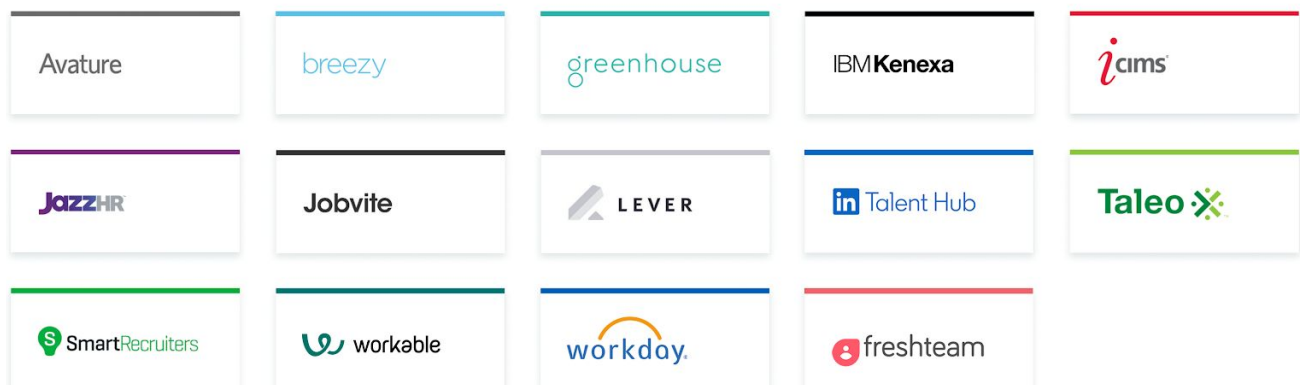 Avature
breezy
greenhouse
IBM Kenexa
icims
JazzHR
Jobvite
LEVER
in Talent Hub
Taleo
S SmartRecruiters
workable
workday
freshteam